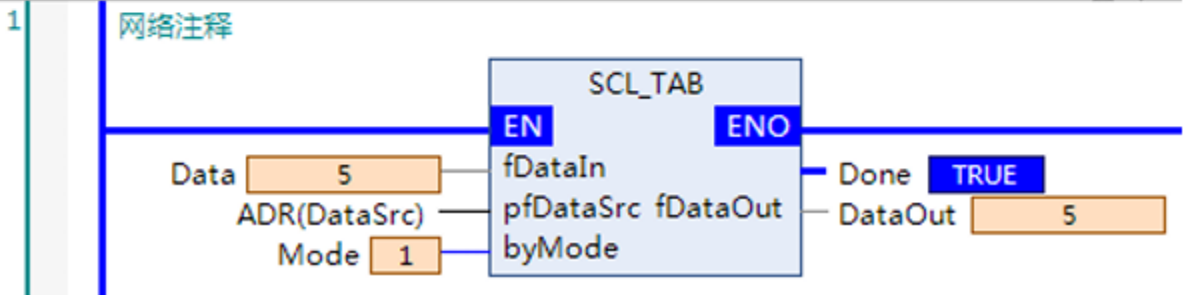 1 网络注释
SCL_TAB
EN ENO
Data 5 fDataIn Done TRUE
ADR(DataSrc) pfDataSrc fDataOut DataOut 5
Mode 1 byMode